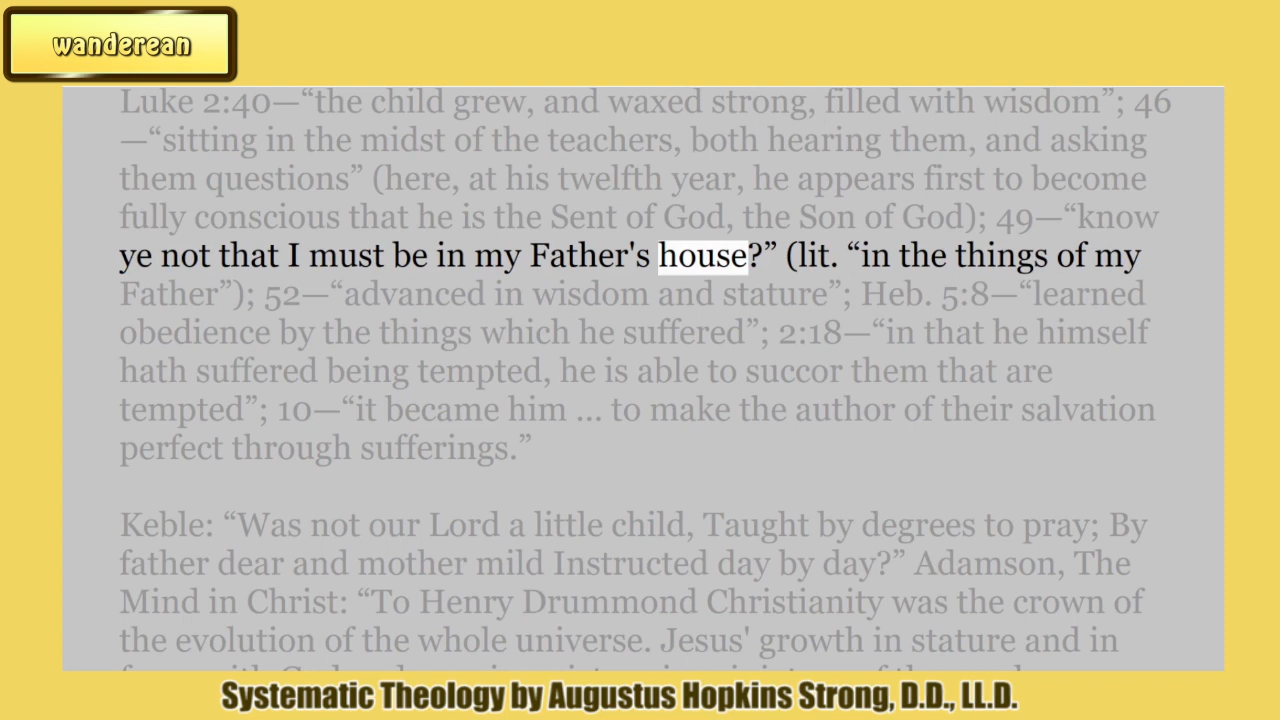 wanderean
Luke 2:40—“the child grew, and waxed strong, filled with wisdom”; 46
—“sitting in the midst of the teachers, both hearing them, and asking
them questions” (here, at his twelfth year, he appears first to become
fully conscious that he is the Sent of God, the Son of God); 49—“know
ye not that I must be in my Father's house?” (lit. “in the things of my
Father”); 52—“advanced in wisdom and stature”; Heb. 5:8—“learned
obedience by the things which he suffered”; 2:18—“in that he himself
hath suffered being tempted, he is able to succor them that are
tempted”; 10—“it became him ... to make the author of their salvation
perfect through sufferings.”
Keble: “Was not our Lord a little child, Taught by degrees to pray; By
father dear and mother mild Instructed day by day?” Adamson, The
Mind in Christ: “To Henry Drummond Christianity was the crown of
the evolution of the whole universe. Jesus' growth in stature and in
Systematic Theology by Augustus Hopkins Strong, D.D., LL.D.